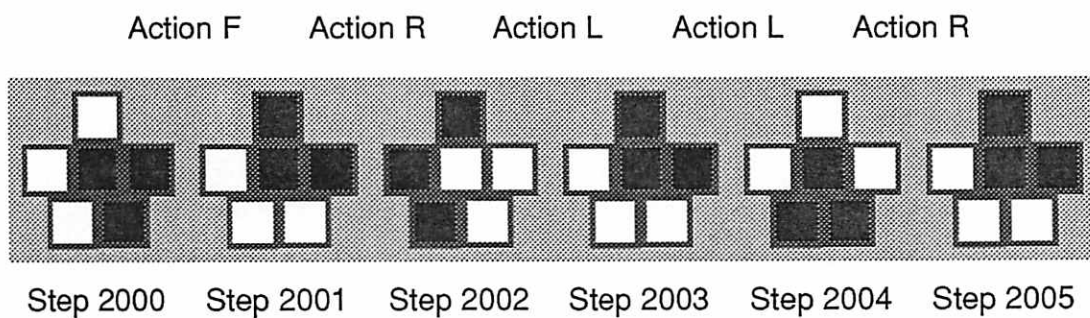 Action F Action R Action L Action L Action R
Step 2000 Step 2001 Step 2002 Step 2003 Step 2004 Step 2005